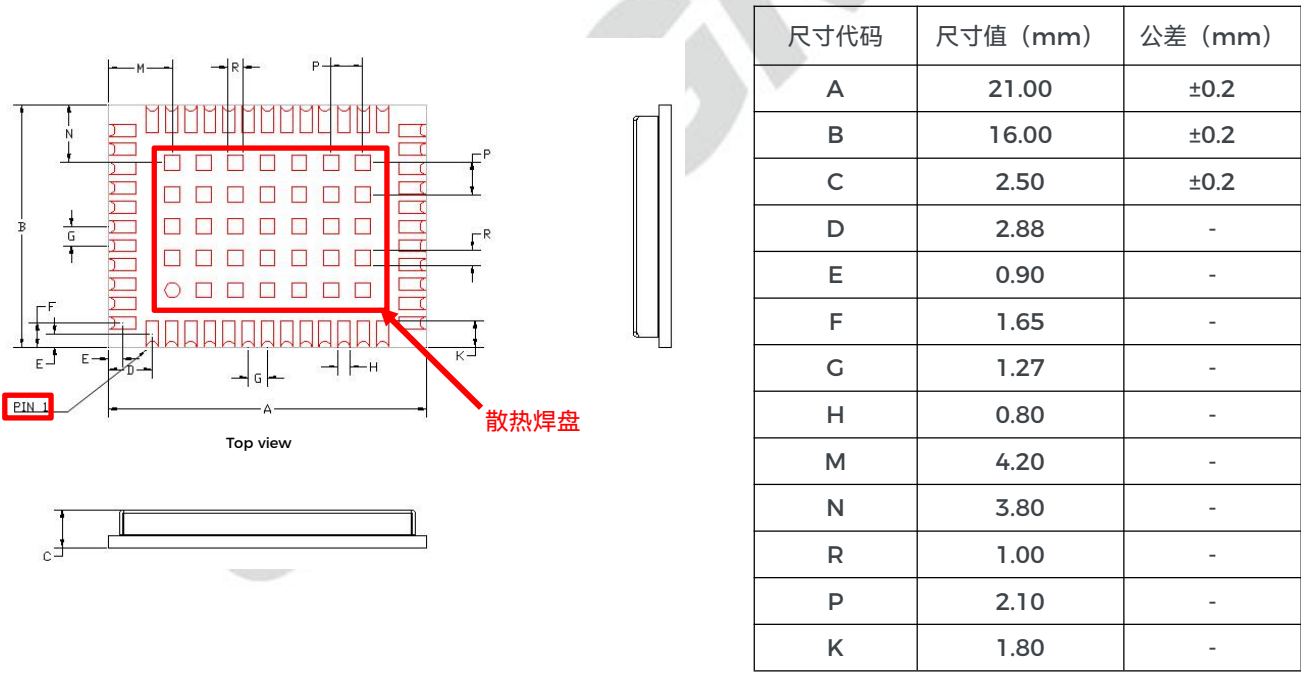 M
R
P
N
P
B
G
R
F
E
E
D
G
H
K
PIN 1
A
散热焊盘
Top view
C
尺寸代码 尺寸值（mm） 公差（mm）
A 21.00 ±0.2
B 16.00 ±0.2
C 2.50 ±0.2
D 2.88 -
E 0.90 -
F 1.65 -
G 1.27 -
H 0.80 -
M 4.20 -
N 3.80 -
R 1.00 -
P 2.10 -
K 1.80 -